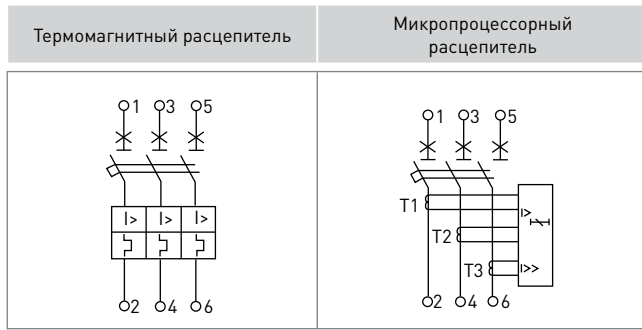 Термомагнитный расцепитель
Микропроцессорный
расцепитель
1 3 5
I> I> I>
2 4 6
1 3 5
T1
I>
T2
T3
I>>
2 4 6